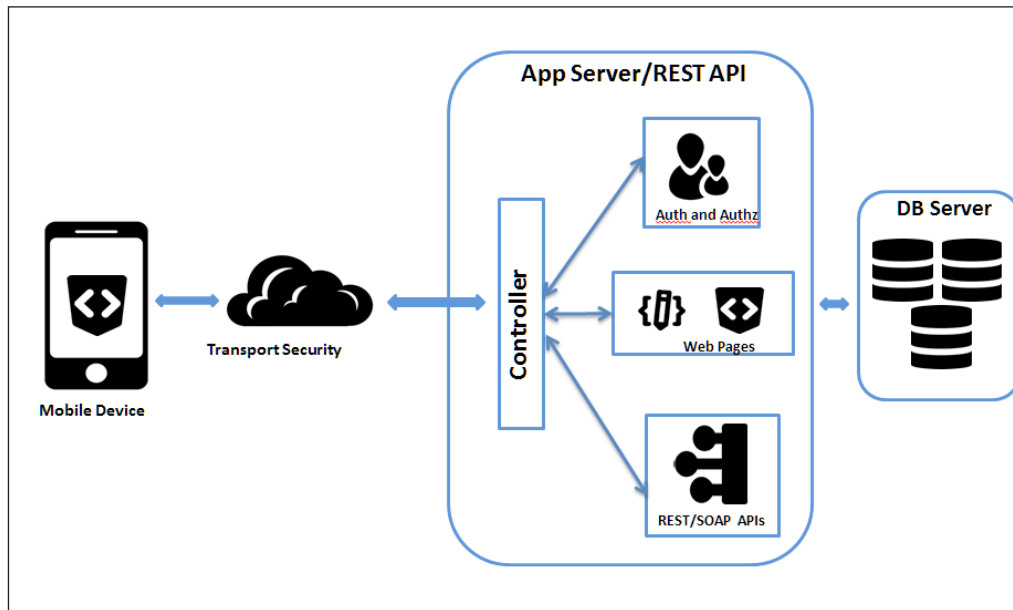 App Server/REST API
Auth and Authz
DB Server
Controller
Web Pages
Transport Security
Mobile Device
REST/SOAP APIs